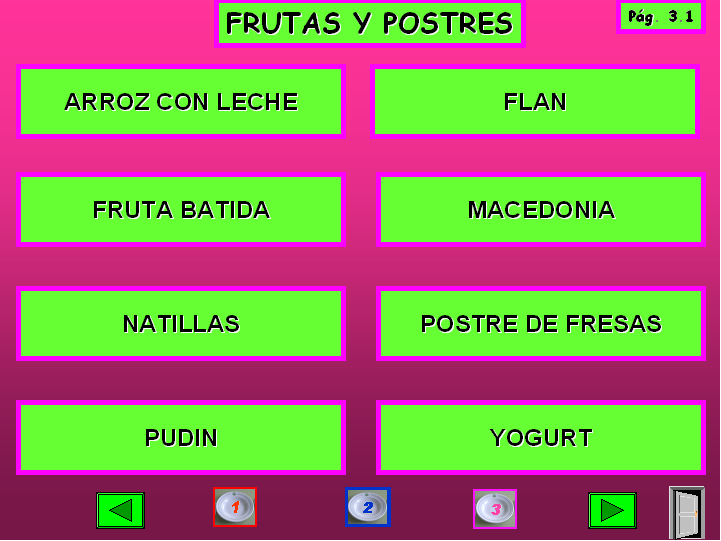 FRUTAS Y POSTRES
Pág. 3.1
ARROZ CON LECHE
FLAN
FRUTA BATIDA
MACEDONIA
NATILLAS
POSTRE DE FRESAS
PUDIN
YOGURT
1
2
3